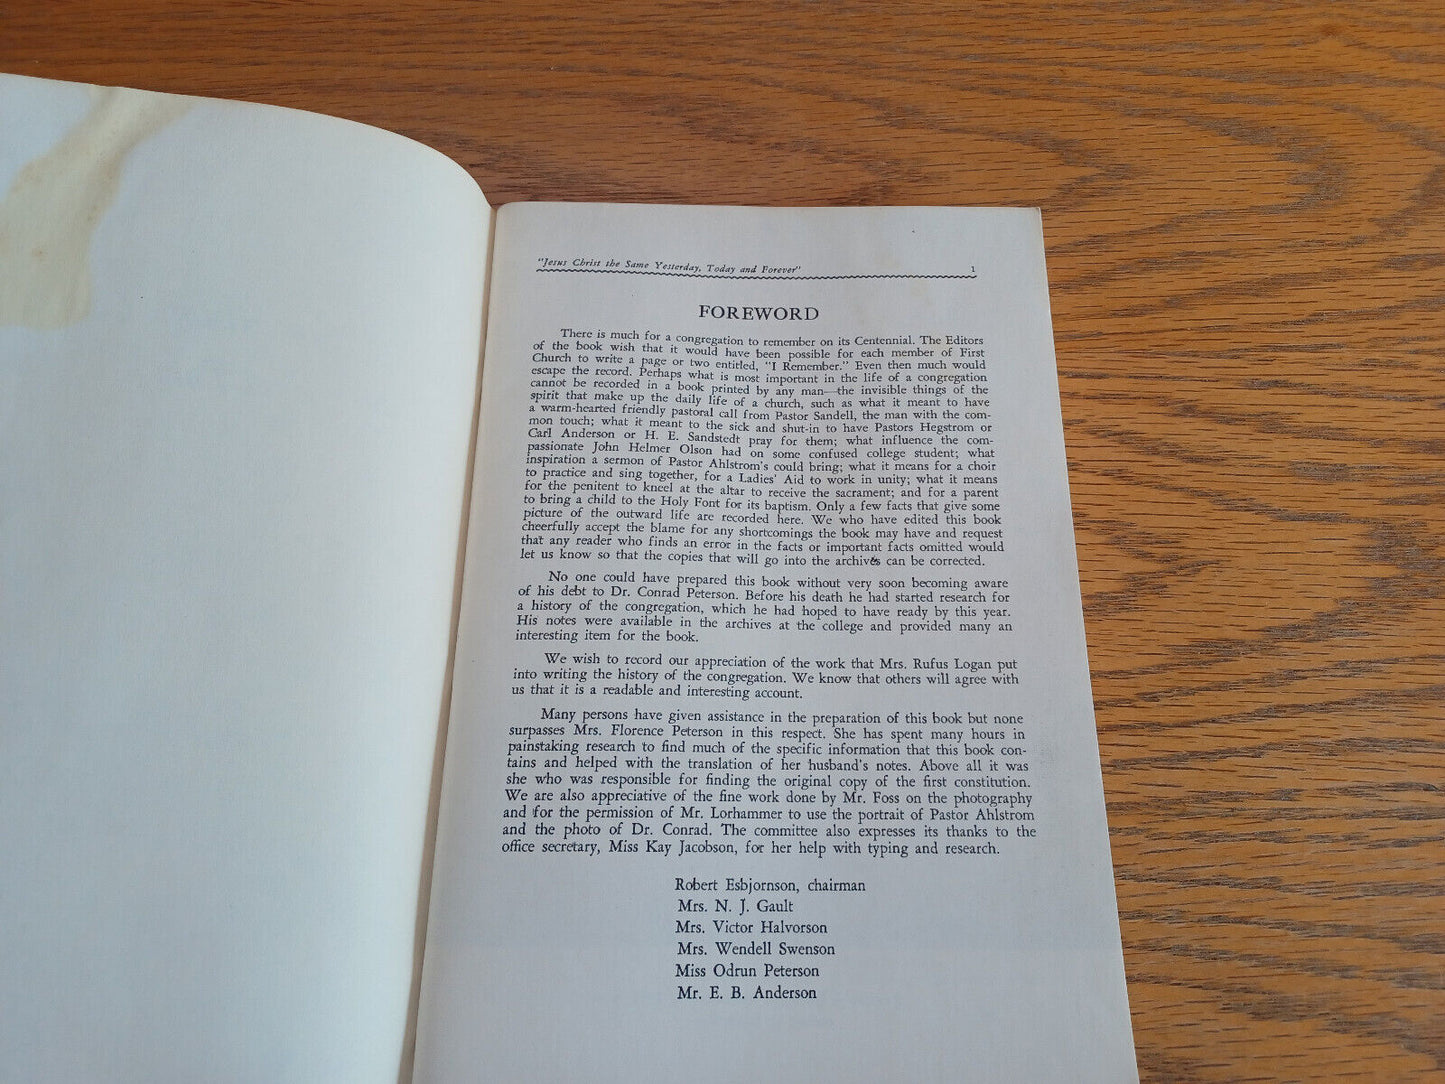 "Jesus Christ the Same Yesterday, Today and Forever" 1
FOREWORD
There is much for a congregation to remember on its Centennial. The Editors
of the book wish that it would have been possible for each member of First
Church to write a page or two entitled, "I Remember." Even then much would
escape the record. Perhaps what is most important in the life of a congregation
cannot be recorded in a book printed by any man—the invisible things of the
spirit that make up the daily life of a church, such as what it meant to have
a warm-hearted friendly pastoral call from Pastor Sandell, the man with the com-
mon touch; what it meant to the sick and shut-in to have Pastors Hegstrom or
Carl Anderson or H. E. Sandstedt pray for them; what influence the com-
passionate John Helmer Olson had on some confused college student; what
inspiration a sermon of Pastor Ahlstrom's could bring; what it means for a choir
to practice and sing together, for a Ladies' Aid to work in unity; what it means
for the penitent to kneel at the altar to receive the sacrament; and for a parent
to bring a child to the Holy Font for its baptism. Only a few facts that give some
picture of the outward life are recorded here. We who have edited this book
cheerfully accept the blame for any shortcomings the book may have and request
that any reader who finds an error in the facts or important facts omitted would
let us know so that the copies that will go into the archives can be corrected.
No one could have prepared this book without very soon becoming aware
of his debt to Dr. Conrad Peterson. Before his death he had started research for
a history of the congregation, which he had hoped to have ready by this year.
His notes were available in the archives at the college and provided many an
interesting item for the book.
We wish to record our appreciation of the work that Mrs. Rufus Logan put
into writing the history of the congregation. We know that others will agree with
us that it is a readable and interesting account.
Many persons have given assistance in the preparation of this book but none
surpasses Mrs. Florence Peterson in this respect. She has spent many hours in
painstaking research to find much of the specific information that this book con-
tains and helped with the translation of her husband's notes. Above all it was
she who was responsible for finding the original copy of the first constitution.
We are also appreciative of the fine work done by Mr. Foss on the photography
and for the permission of Mr. Lorhammer to use the portrait of Pastor Ahlstrom
and the photo of Dr. Conrad. The committee also expresses its thanks to the
office secretary, Miss Kay Jacobson, for her help with typing and research.
Robert Esbjornson, chairman
Mrs. N. J. Gault
Mrs. Victor Halvorson
Mrs. Wendell Swenson
Miss Odrun Peterson
Mr. E. B. Anderson